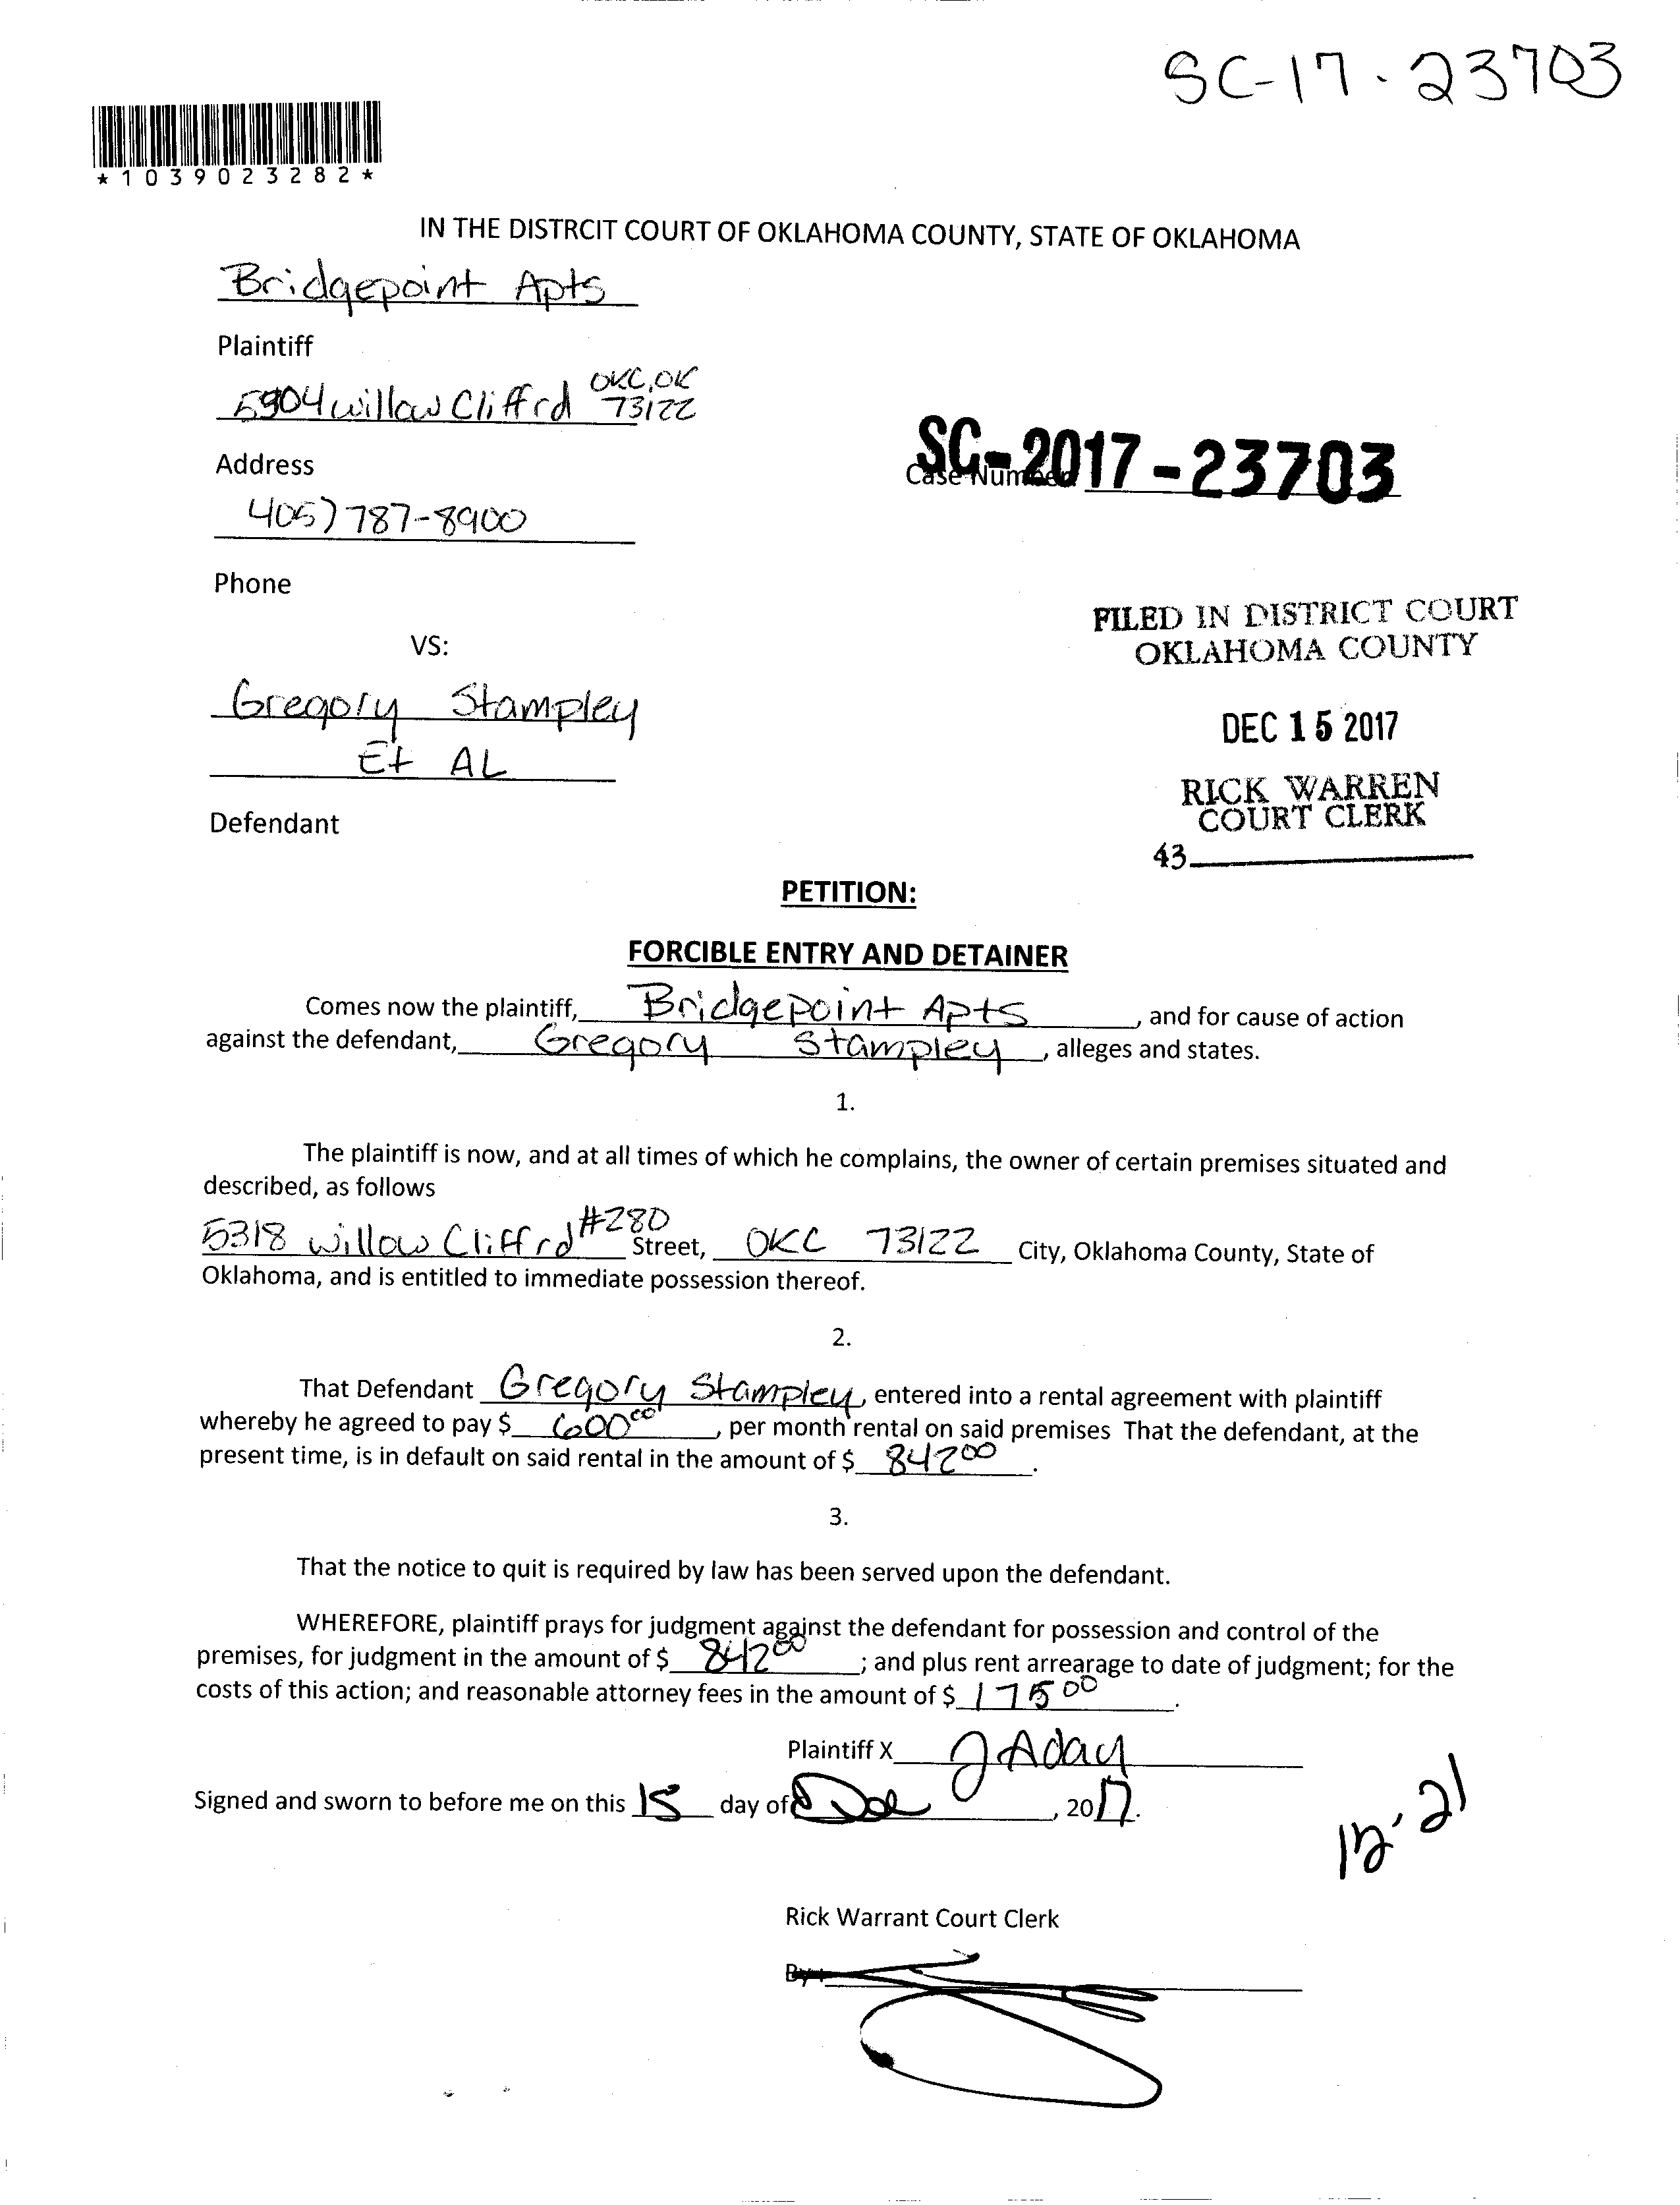 SC-17-23703
*1039023282*
IN THE DISTRCIT COURT OF OKLAHOMA COUNTY, STATE OF OKLAHOMA
Bridgepoint Apts
Plaintiff
5904 willow Cliff rd OKC, OK 73122
Address
SC-2017-23703
Case Number
405) 787-8900
Phone
FILED IN DISTRICT COURT
OKLAHOMA COUNTY
VS:
Gregory Stampley
Et AL
DEC 15 2017
RICK WARREN
COURT CLERK
Defendant
43
PETITION:
FORCIBLE ENTRY AND DETAINER
Comes now the plaintiff, Bridgepoint Apts, and for cause of action
against the defendant, Gregory Stampley, alleges and states.
1.
The plaintiff is now, and at all times of which he complains, the owner of certain premises situated and
described, as follows
5318 willow Cliff rd #280 Street, OKC 73122 City, Oklahoma County, State of
Oklahoma, and is entitled to immediate possession thereof.
2.
That Defendant Gregory Stampley, entered into a rental agreement with plaintiff
whereby he agreed to pay $ 600 00, per month rental on said premises That the defendant, at the
present time, is in default on said rental in the amount of $ 842 00.
3.
That the notice to quit is required by law has been served upon the defendant.
WHEREFORE, plaintiff prays for judgment against the defendant for possession and control of the
premises, for judgment in the amount of $ 842 00; and plus rent arrearage to date of judgment; for the
costs of this action; and reasonable attorney fees in the amount of $ 175 00.
Plaintiff X J Aday
Signed and sworn to before me on this 15 day of Dec, 2017.
12.21
Rick Warrant Court Clerk
By